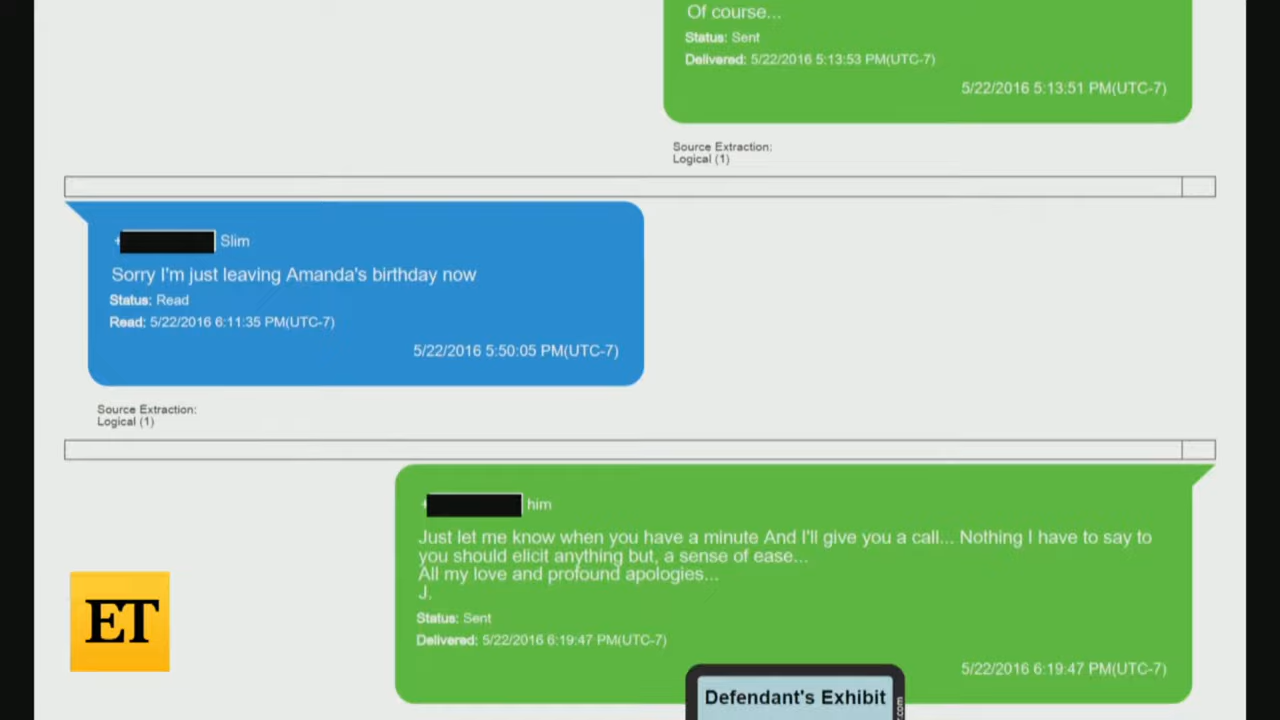 Of course...
Status: Sent
Delivered: 5/22/2016 5:13:53 PM(UTC-7)
5/22/2016 5:13:51 PM(UTC-7)
Source Extraction:
Logical (1)
Slim
Sorry I'm just leaving Amanda's birthday now
Status: Read
Read: 5/22/2016 6:11:35 PM(UTC-7)
5/22/2016 5:50:05 PM(UTC-7)
Source Extraction:
Logical (1)
him
Just let me know when you have a minute And I'll give you a call... Nothing I have to say to
you should elicit anything but, a sense of ease...
All my love and profound apologies...
J.
Status: Sent
Delivered: 5/22/2016 6:19:47 PM(UTC-7)
5/22/2016 6:19:47 PM(UTC-7)
ET
Defendant's Exhibit